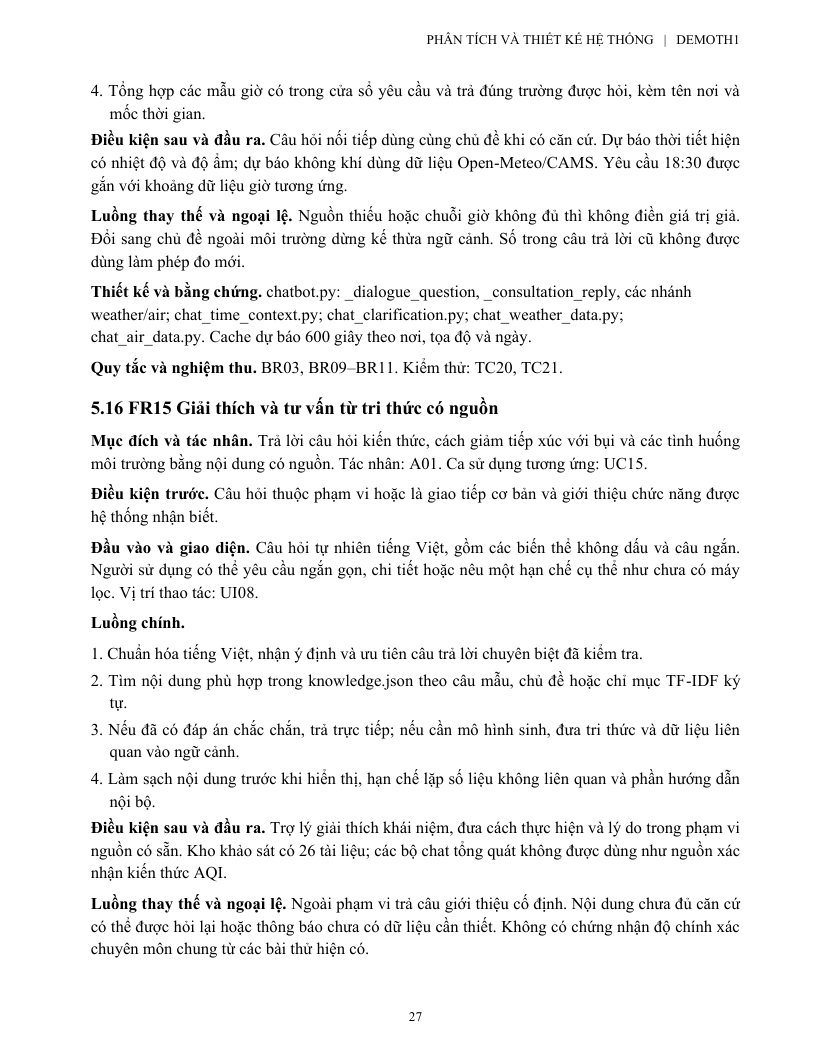 PHÂN TÍCH VÀ THIẾT KẾ HỆ THỐNG | DEMOTH1
4. Tổng hợp các mẫu giờ có trong cửa sổ yêu cầu và trả đúng trường được hỏi, kèm tên nơi và
mốc thời gian.
Điều kiện sau và đầu ra. Câu hỏi nối tiếp dùng cùng chủ đề khi có căn cứ. Dự báo thời tiết hiện
có nhiệt độ và độ ẩm; dự báo không khí dùng dữ liệu Open-Meteo/CAMS. Yêu cầu 18:30 được
gắn với khoảng dữ liệu giờ tương ứng.
Luồng thay thế và ngoại lệ. Nguồn thiếu hoặc chuỗi giờ không đủ thì không điền giá trị giả.
Đổi sang chủ đề ngoài môi trường dừng kế thừa ngữ cảnh. Số trong câu trả lời cũ không được
dùng làm phép đo mới.
Thiết kế và bằng chứng. chatbot.py: _dialogue_question, _consultation_reply, các nhánh
weather/air; chat_time_context.py; chat_clarification.py; chat_weather_data.py;
chat_air_data.py. Cache dự báo 600 giây theo nơi, tọa độ và ngày.
Quy tắc và nghiệm thu. BR03, BR09–BR11. Kiểm thử: TC20, TC21.
5.16 FR15 Giải thích và tư vấn từ tri thức có nguồn
Mục đích và tác nhân. Trả lời câu hỏi kiến thức, cách giảm tiếp xúc với bụi và các tình huống
môi trường bằng nội dung có nguồn. Tác nhân: A01. Ca sử dụng tương ứng: UC15.
Điều kiện trước. Câu hỏi thuộc phạm vi hoặc là giao tiếp cơ bản và giới thiệu chức năng được
hệ thống nhận biết.
Đầu vào và giao diện. Câu hỏi tự nhiên tiếng Việt, gồm các biến thể không dấu và câu ngắn.
Người sử dụng có thể yêu cầu ngắn gọn, chi tiết hoặc nêu một hạn chế cụ thể như chưa có máy
lọc. Vị trí thao tác: UI08.
Luồng chính.
1. Chuẩn hóa tiếng Việt, nhận ý định và ưu tiên câu trả lời chuyên biệt đã kiểm tra.
2. Tìm nội dung phù hợp trong knowledge.json theo câu mẫu, chủ đề hoặc chỉ mục TF-IDF ký
tự.
3. Nếu đã có đáp án chắc chắn, trả trực tiếp; nếu cần mô hình sinh, đưa tri thức và dữ liệu liên
quan vào ngữ cảnh.
4. Làm sạch nội dung trước khi hiển thị, hạn chế lặp số liệu không liên quan và phần hướng dẫn
nội bộ.
Điều kiện sau và đầu ra. Trợ lý giải thích khái niệm, đưa cách thực hiện và lý do trong phạm vi
nguồn có sẵn. Kho khảo sát có 26 tài liệu; các bộ chat tổng quát không được dùng như nguồn xác
nhận kiến thức AQI.
Luồng thay thế và ngoại lệ. Ngoài phạm vi trả câu giới thiệu cố định. Nội dung chưa đủ căn cứ
có thể được hỏi lại hoặc thông báo chưa có dữ liệu cần thiết. Không có chứng nhận độ chính xác
chuyên môn chung từ các bài thử hiện có.
27